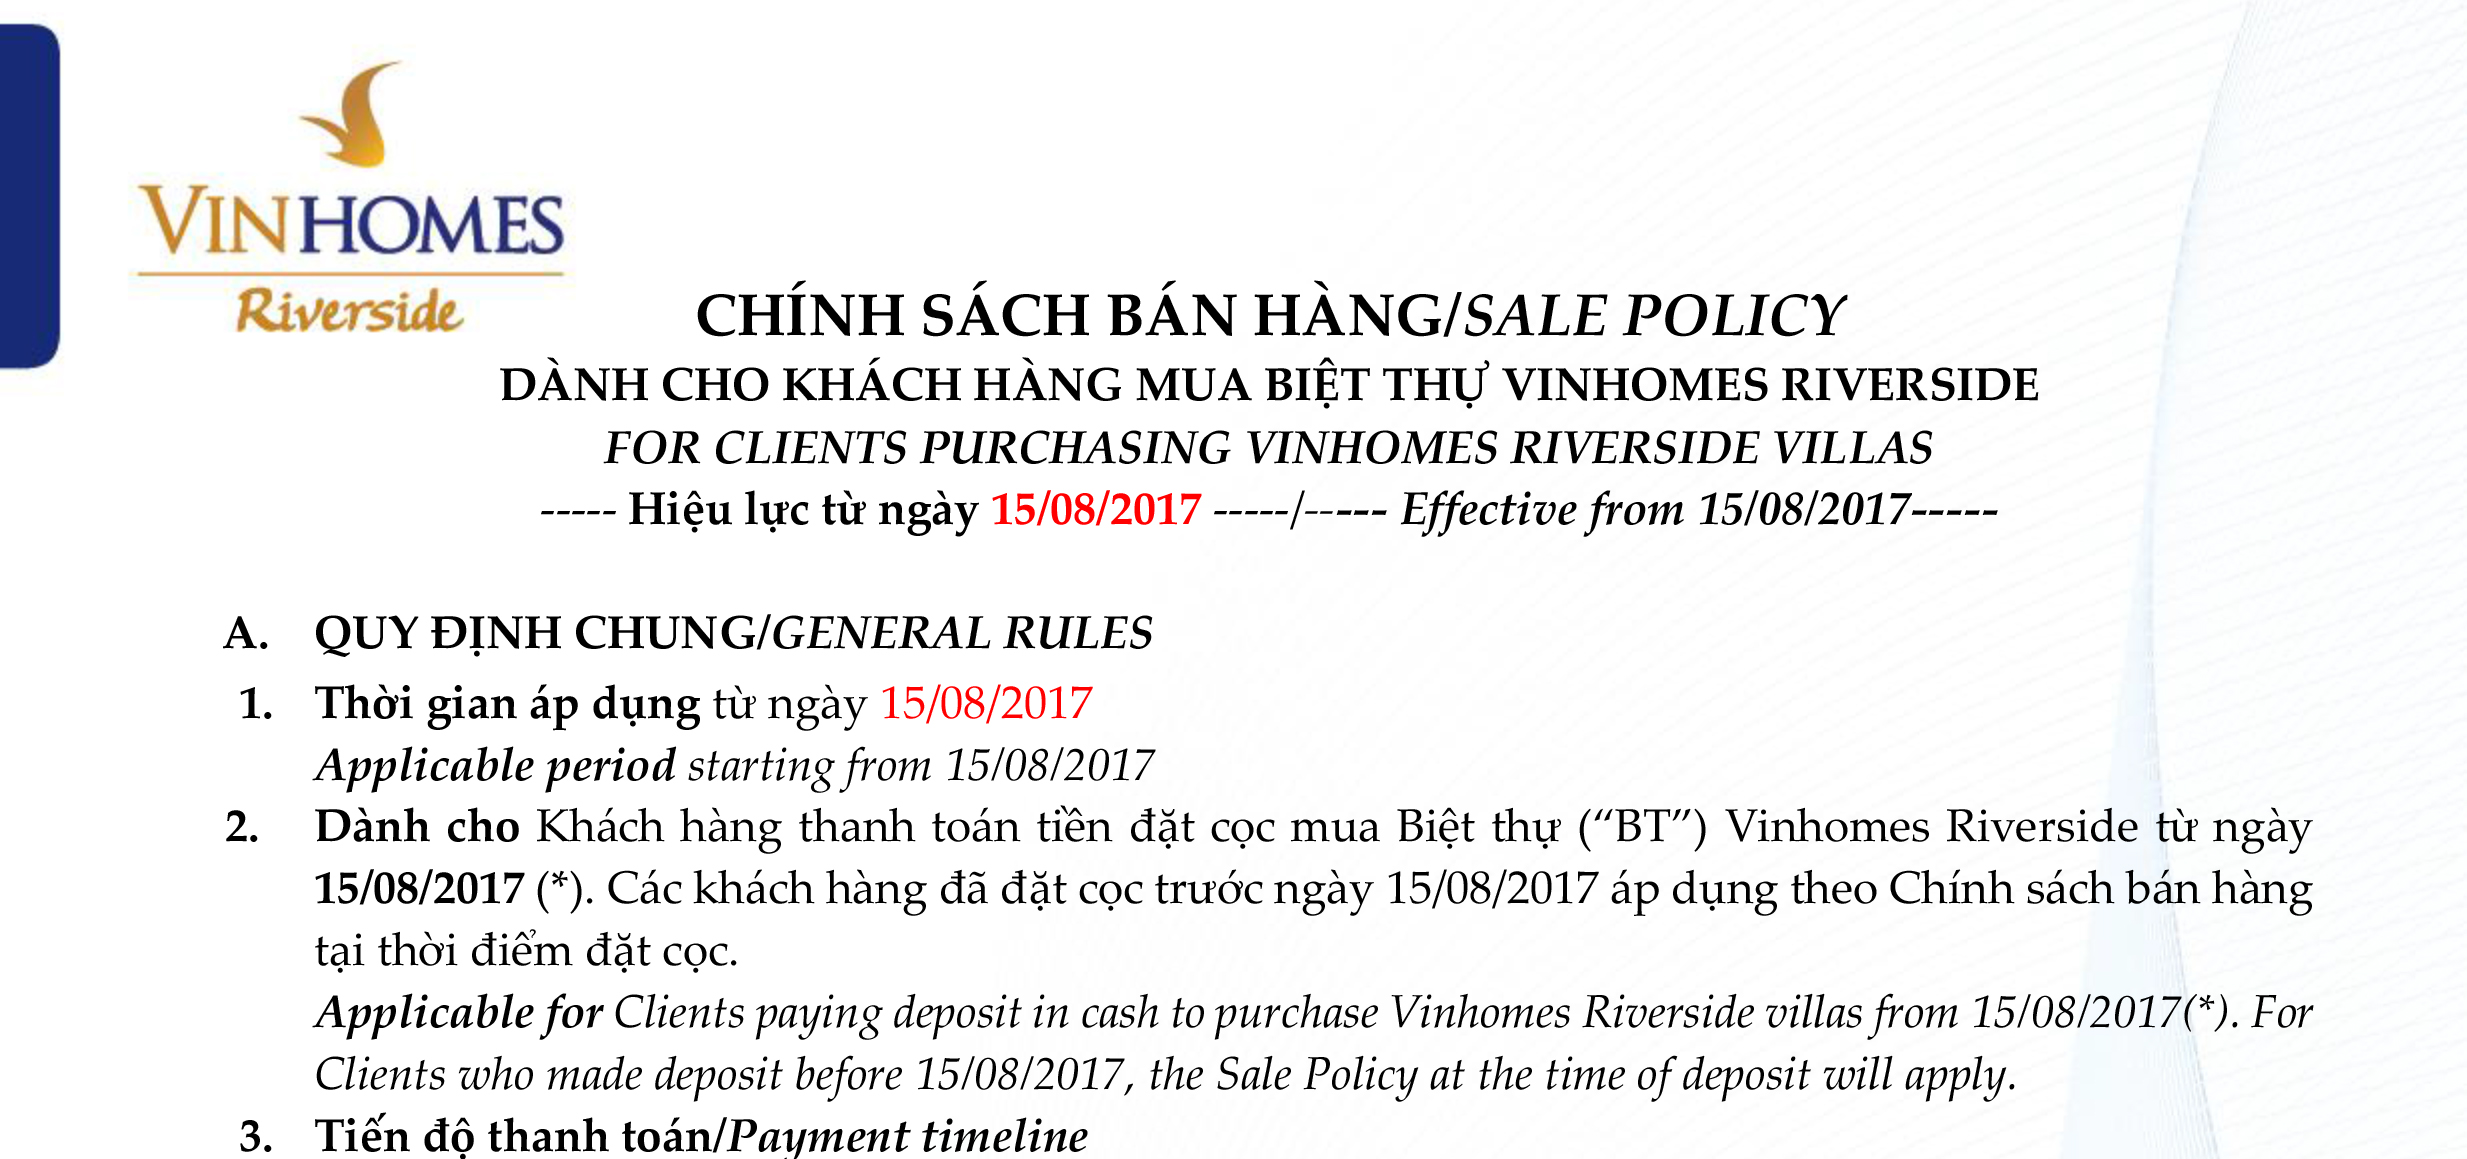 VINHOMES
Riverside
CHÍNH SÁCH BÁN HÀNG/SALE POLICY
DÀNH CHO KHÁCH HÀNG MUA BIỆT THỰ VINHOMES RIVERSIDE
FOR CLIENTS PURCHASING VINHOMES RIVERSIDE VILLAS
----- Hiệu lực từ ngày 15/08/2017 -----/----- Effective from 15/08/2017-----
A. QUY ĐỊNH CHUNG/GENERAL RULES
1. Thời gian áp dụng từ ngày 15/08/2017
Applicable period starting from 15/08/2017
2. Dành cho Khách hàng thanh toán tiền đặt cọc mua Biệt thự (“BT”) Vinhomes Riverside từ ngày
15/08/2017 (*). Các khách hàng đã đặt cọc trước ngày 15/08/2017 áp dụng theo Chính sách bán hàng
tại thời điểm đặt cọc.
Applicable for Clients paying deposit in cash to purchase Vinhomes Riverside villas from 15/08/2017(*). For
Clients who made deposit before 15/08/2017, the Sale Policy at the time of deposit will apply.
3. Tiến độ thanh toán/Payment timeline